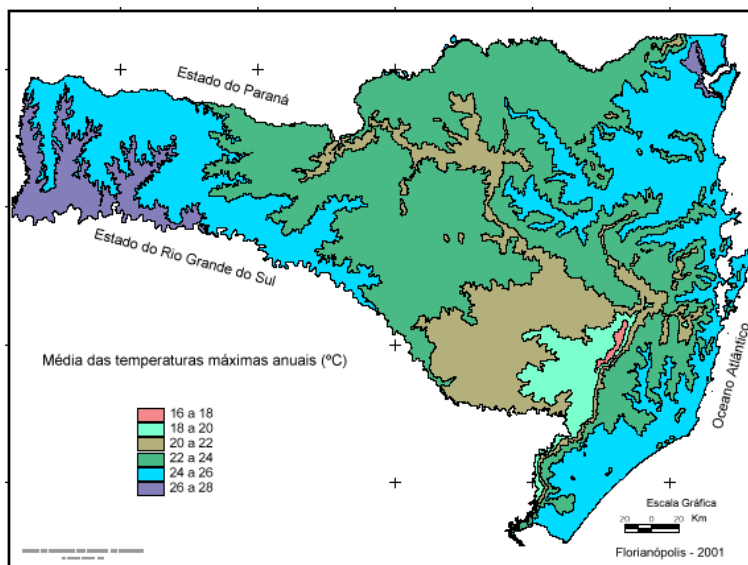 Estado do Paraná
Estado do Rio Grande do Sul
Oceano Atlântico
Média das temperaturas máximas anuais (ºC)
16 a 18
18 a 20
20 a 22
22 a 24
24 a 26
26 a 28
Escala Gráfica
20 0 20 Km
Florianópolis - 2001